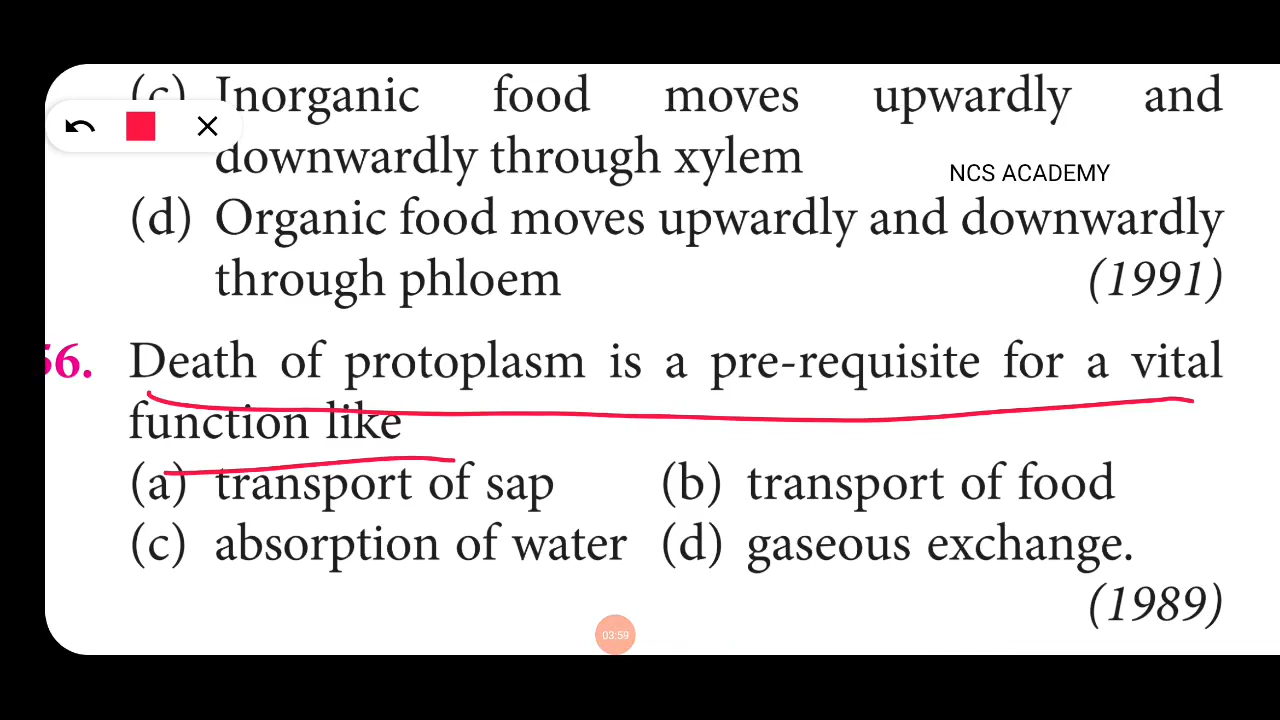 (c) Inorganic food moves upwardly and
downwardly through xylem
NCS ACADEMY
(d) Organic food moves upwardly and downwardly
through phloem (1991)
56. Death of protoplasm is a pre-requisite for a vital
function like
(a) transport of sap (b) transport of food
(c) absorption of water (d) gaseous exchange.
(1989)
03:59